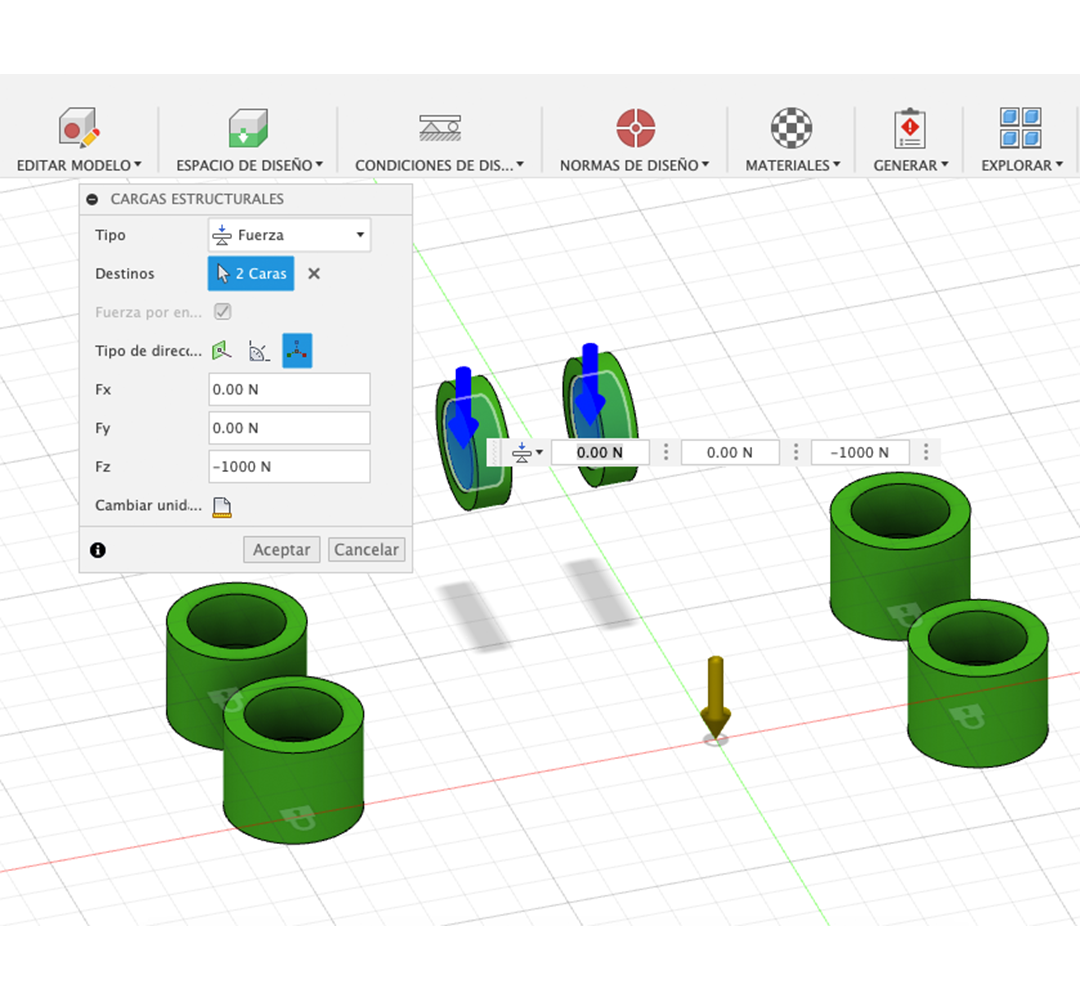 EDITAR MODELO
ESPACIO DE DISEÑO
CONDICIONES DE DIS...
NORMAS DE DISEÑO
MATERIALES
GENERAR
EXPLORAR
CARGAS ESTRUCTURALES
Tipo
Fuerza
Destinos
2 Caras
Fuerza por en...
Tipo de direcc...
Fx
0.00 N
Fy
0.00 N
Fz
-1000 N
Cambiar unid...
Aceptar
Cancelar
0.00 N
0.00 N
-1000 N